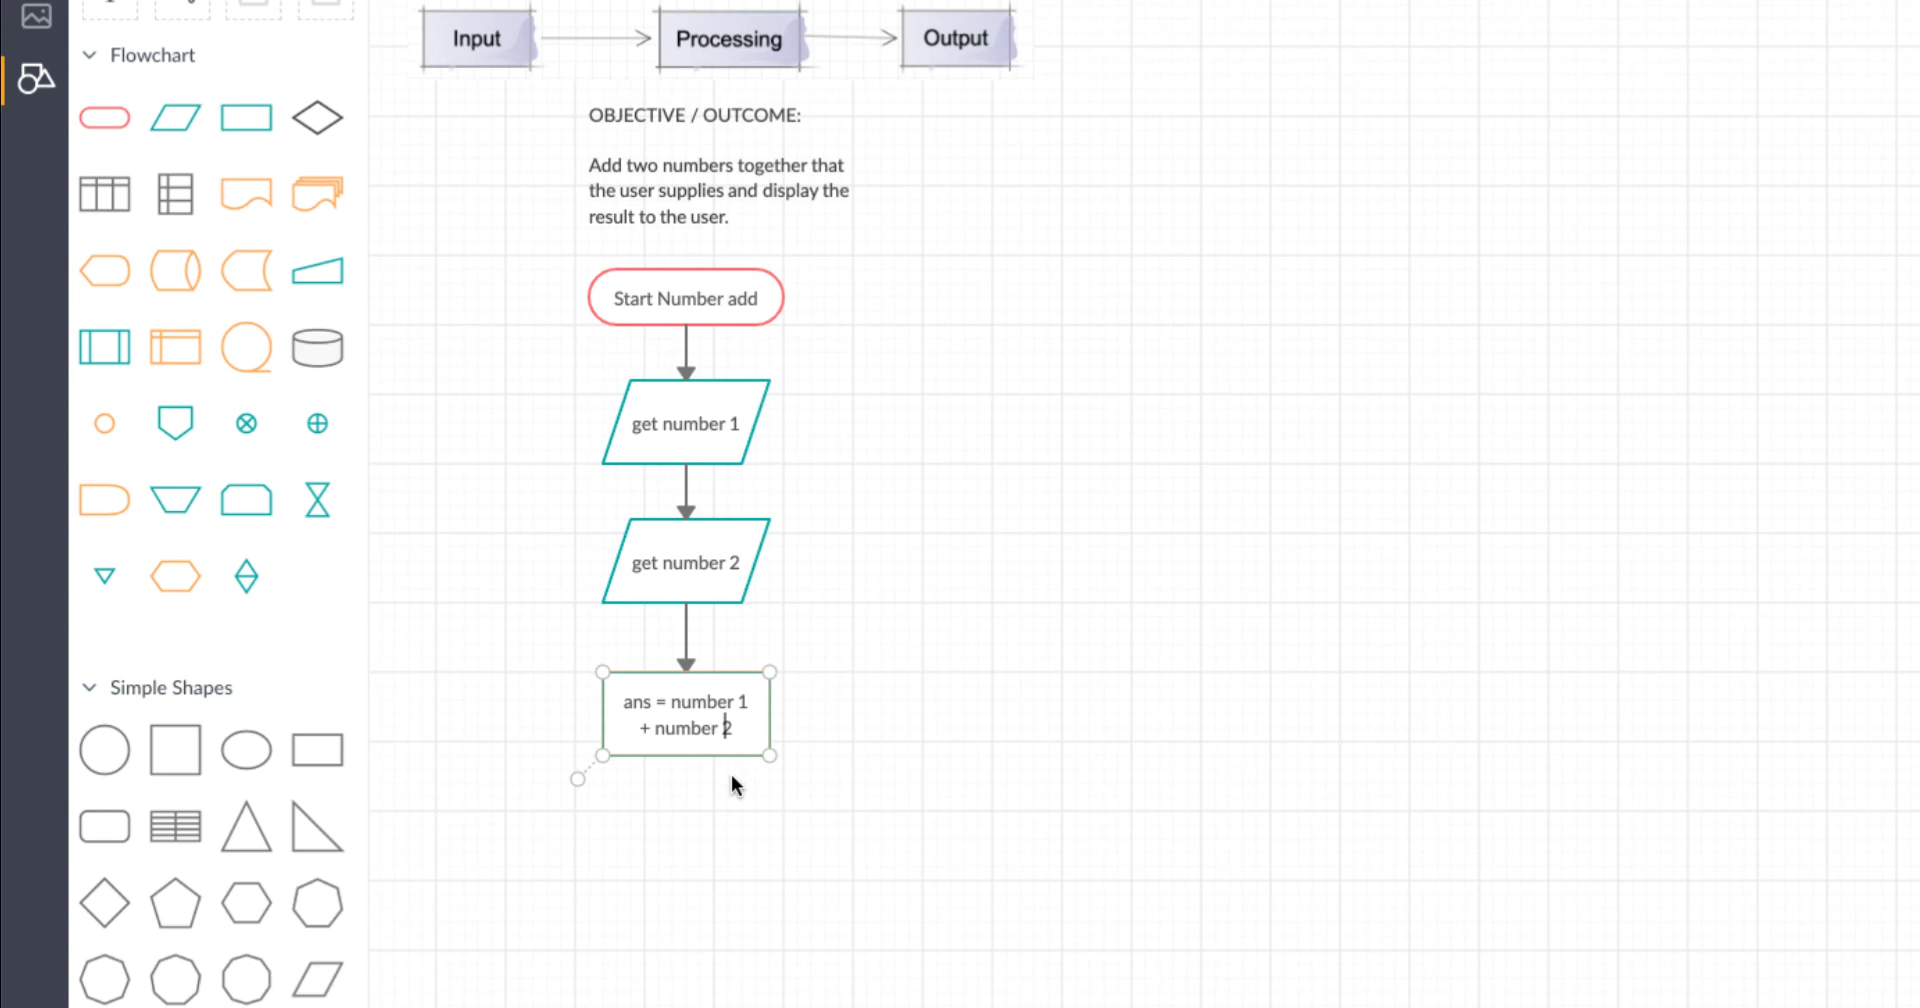 Flowchart
Input
Processing
Output
OBJECTIVE / OUTCOME:
Add two numbers together that
the user supplies and display the
result to the user.
Start Number add
get number 1
get number 2
ans = number 1
+ number 2
Simple Shapes